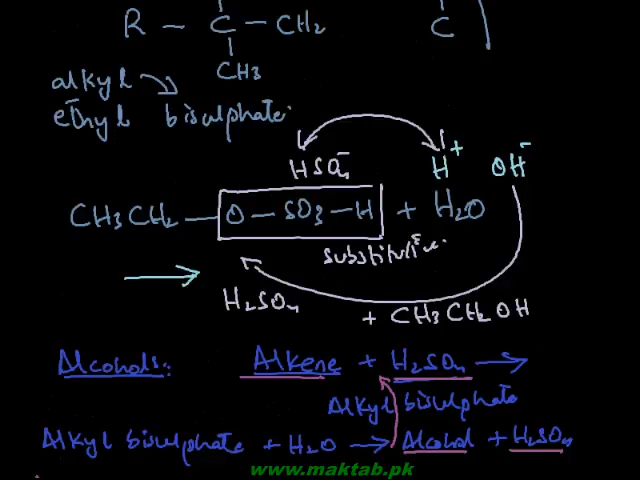 R — C — CH2 C
CH3
alkyl
ethyl bisulphate
HSO4⁻ H⁺ OH⁻
CH3CH2 — O — SO3 — H + H2O
substitution
H2SO4 + CH3CH2OH
Alcohols: Alkene + H2SO4 →
Alkyl bisulphate
Alkyl bisulphate + H2O → Alcohol + H2SO4
www.maktab.pk